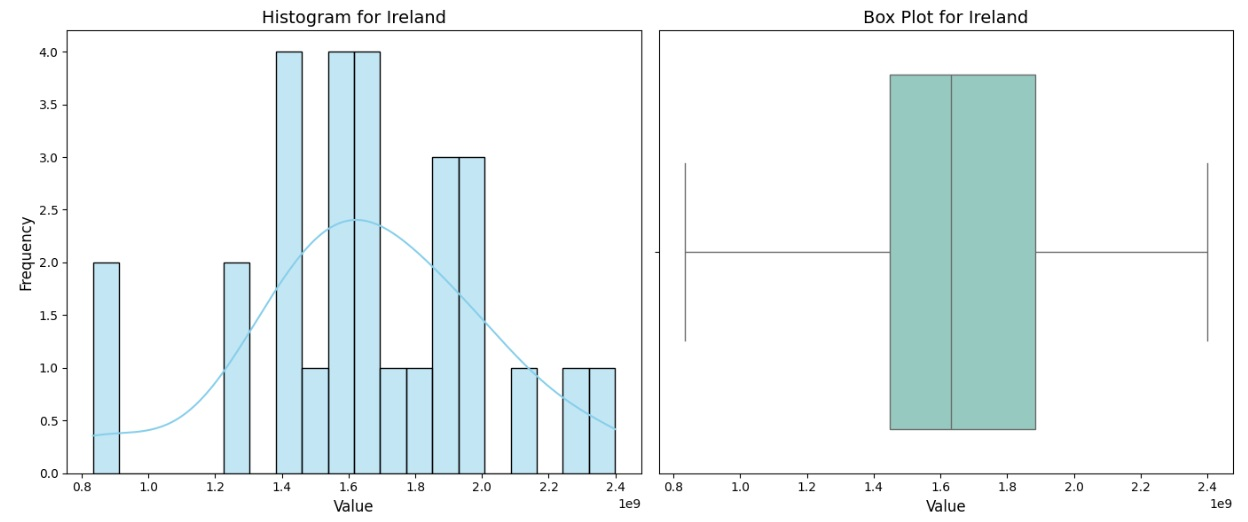 Histogram for Ireland
4.0
3.5
3.0
2.5
2.0
1.5
1.0
0.5
0.0
Frequency
0.8 1.0 1.2 1.4 1.6 1.8 2.0 2.2 2.4
1e9
Value
Box Plot for Ireland
0.8 1.0 1.2 1.4 1.6 1.8 2.0 2.2 2.4
1e9
Value